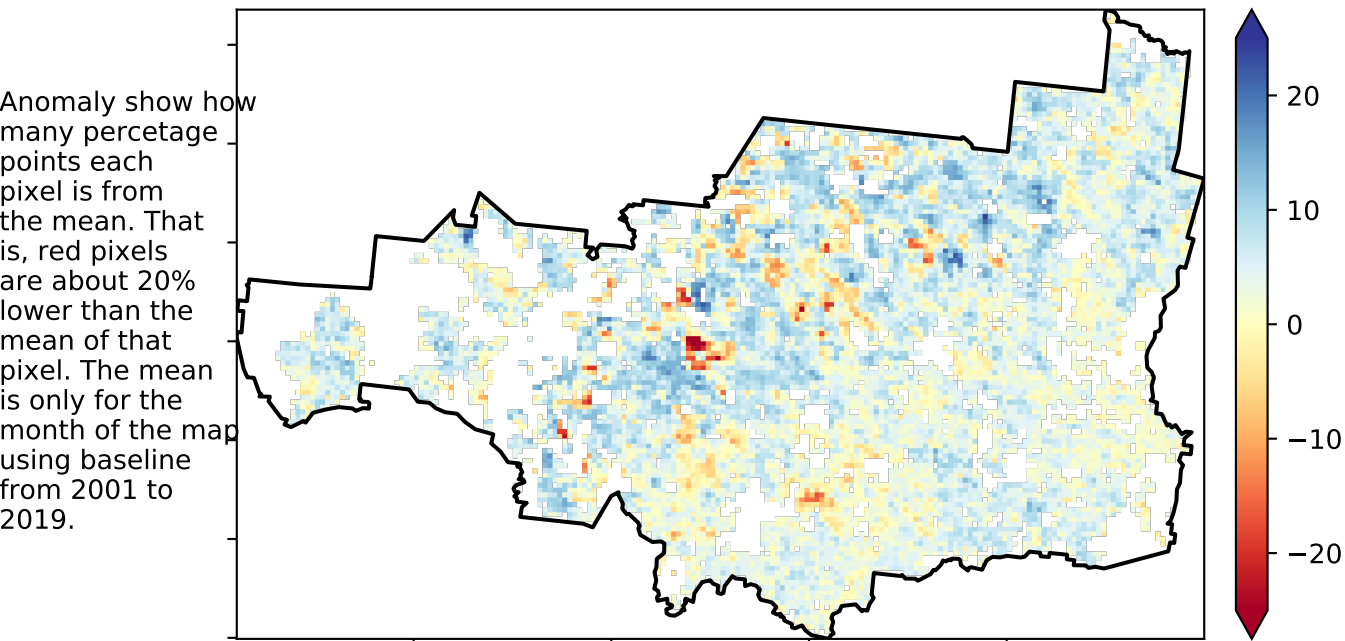 Anomaly show how
many percetage
points each
pixel is from
the mean. That
is, red pixels
are about 20%
lower than the
mean of that
pixel. The mean
is only for the
month of the map
using baseline
from 2001 to
2019.
20
10
0
−10
−20